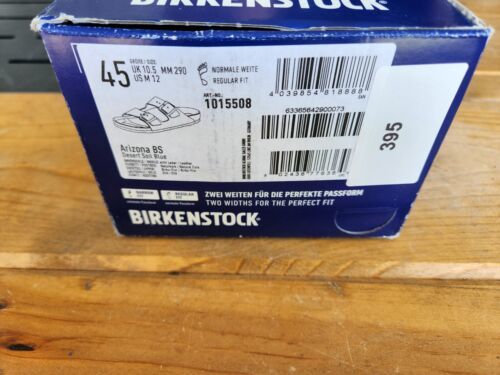 BIRKENSTOCK
45
GRÖSSE / SIZE:
UK 10.5 MM 290
US M 12
NORMALE WEITE
REGULAR FIT
ART-NO.:
1015508
Arizona BS
Desert Soil Blue
4 039854 818888
EAN
63365642900073
395
REGULAR
ZWEI WEITEN FÜR DIE PERFEKTE PASSFORM
TWO WIDTHS FOR THE PERFECT FIT
BIRKENSTOCK